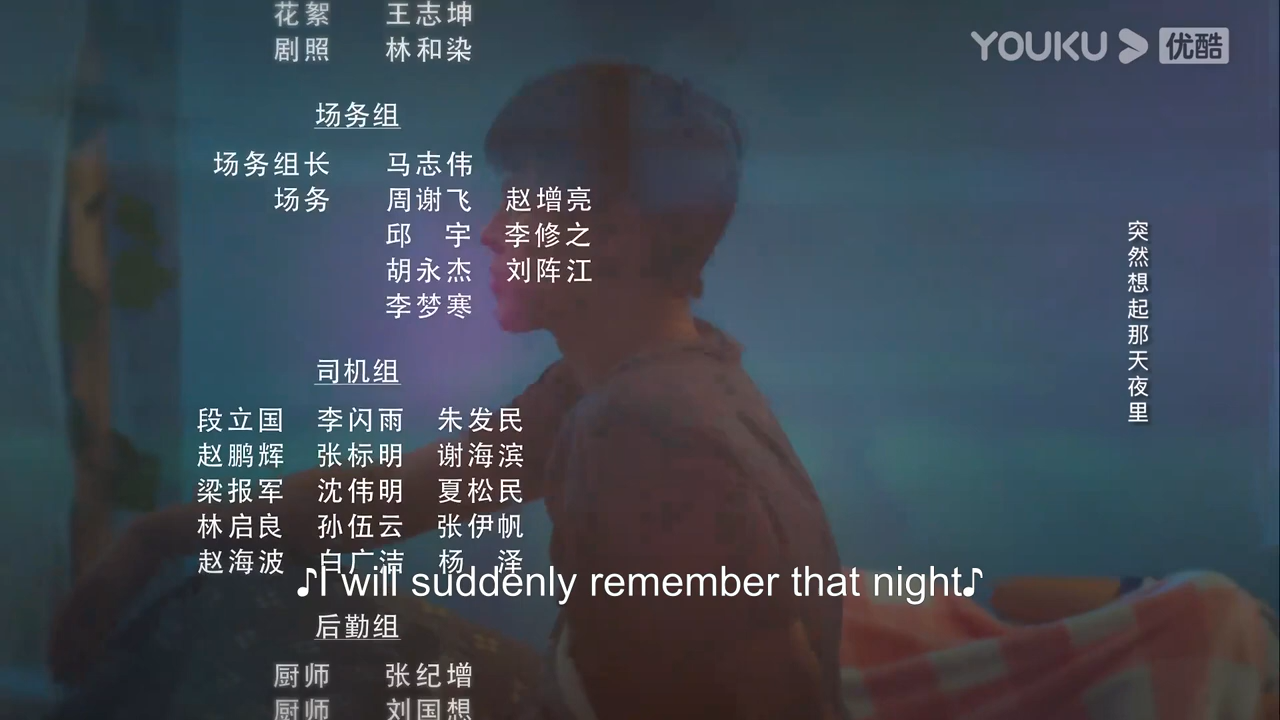 花絮 王志坤
剧照 林和染
YOUKU 优酷
场务组
场务组长 马志伟
场务 周谢飞 赵增亮
邱 宇 李修之
胡永杰 刘阵江
李梦寒
突然想起那天夜里
司机组
段立国 李闪雨 朱发民
赵鹏辉 张标明 谢海滨
梁报军 沈伟明 夏松民
林启良 孙伍云 张伊帆
赵海波 白广洁 杨 泽
♪I will suddenly remember that night♪
后勤组
厨师 张纪增
厨师 刘国想